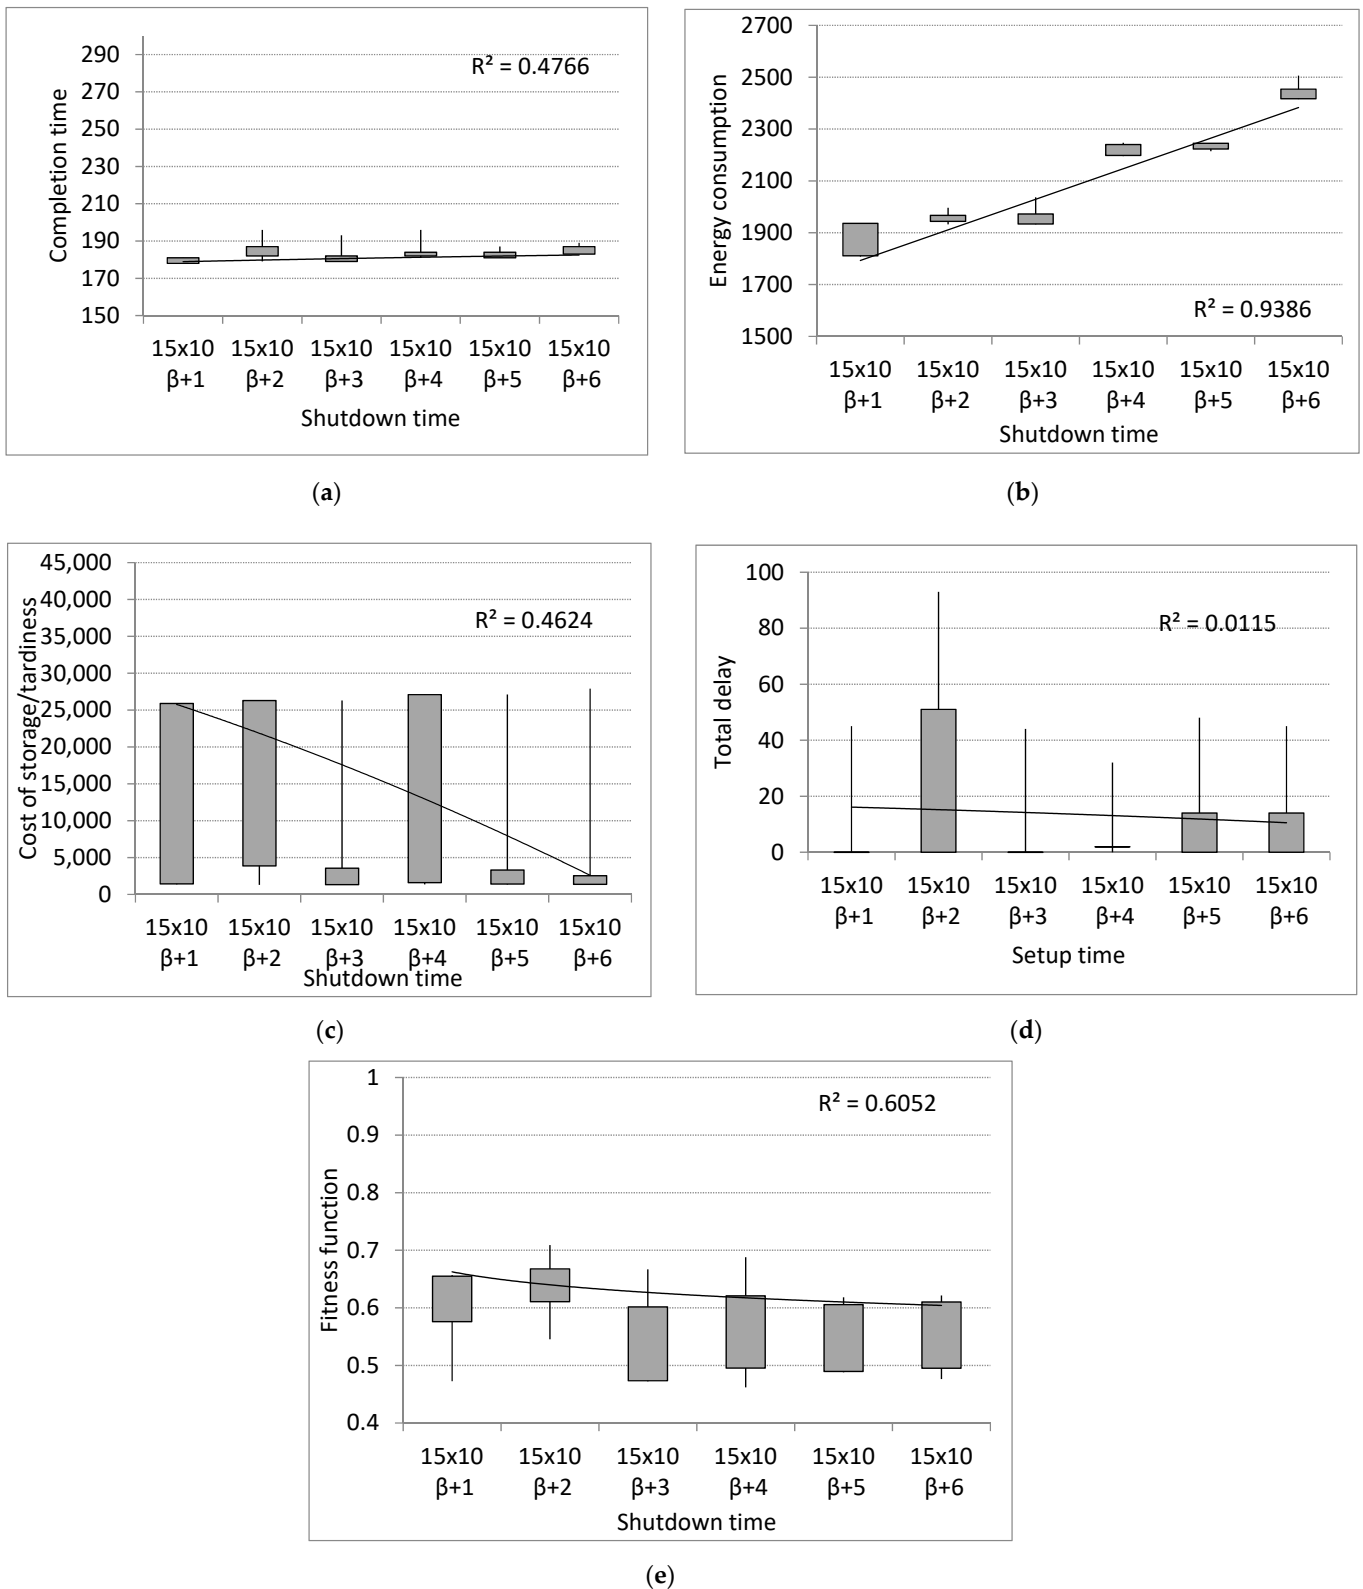 290
270
250
230
210
190
170
150
Completion time
R² = 0.4766
15x10 15x10 15x10 15x10 15x10 15x10
β+1 β+2 β+3 β+4 β+5 β+6
Shutdown time
(a)
2700
2500
2300
2100
1900
1700
1500
Energy consumption
R² = 0.9386
15x10 15x10 15x10 15x10 15x10 15x10
β+1 β+2 β+3 β+4 β+5 β+6
Shutdown time
(b)
45,000
40,000
35,000
30,000
25,000
20,000
15,000
10,000
5,000
0
Cost of storage/tardiness
R² = 0.4624
15x10 15x10 15x10 15x10 15x10 15x10
β+1 β+2 β+3 β+4 β+5 β+6
Shutdown time
(c)
100
80
60
40
20
0
Total delay
R² = 0.0115
15x10 15x10 15x10 15x10 15x10 15x10
β+1 β+2 β+3 β+4 β+5 β+6
Setup time
(d)
1
0.9
0.8
0.7
0.6
0.5
0.4
Fitness function
R² = 0.6052
15x10 15x10 15x10 15x10 15x10 15x10
β+1 β+2 β+3 β+4 β+5 β+6
Shutdown time
(e)